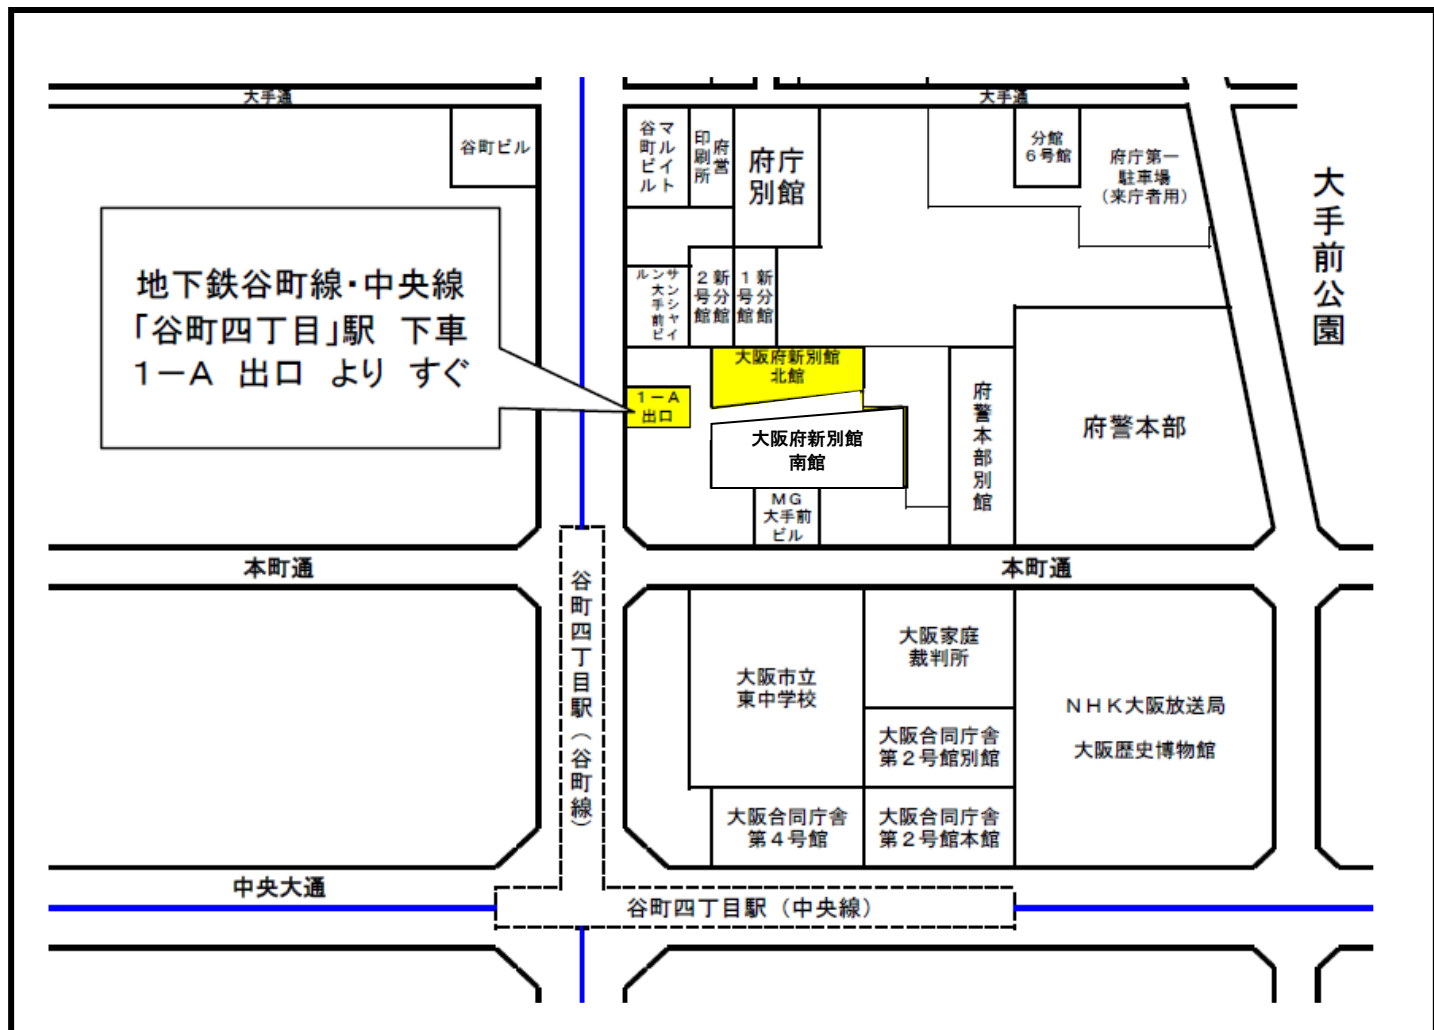 大手通
大手通
谷町ビル
マルイト
谷町ビル
府営
印刷所
府庁
別館
分館
6号館
府庁第一
駐車場
（来庁者用）
大手前公園
地下鉄谷町線・中央線
「谷町四丁目」駅 下車
1－A 出口 より すぐ
サンシャイ
ン大手前ビ
ル
新分館
2号館
新分館
1号館
大阪府新別館
北館
1－A
出口
大阪府新別館
南館
府警本部別館
府警本部
MG
大手前
ビル
本町通
本町通
谷町四丁目駅（谷町線）
大阪市立
東中学校
大阪家庭
裁判所
大阪合同庁舎
第2号館別館
NHK大阪放送局
大阪歴史博物館
大阪合同庁舎
第4号館
大阪合同庁舎
第2号館本館
中央大通
谷町四丁目駅（中央線）